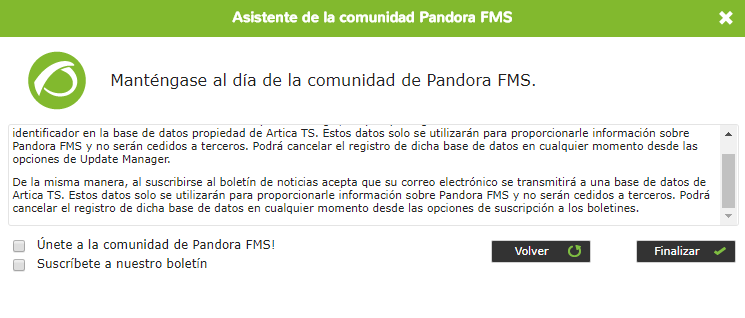 Asistente de la comunidad Pandora FMS
Manténgase al día de la comunidad de Pandora FMS.
identificador en la base de datos propiedad de Artica TS. Estos datos solo se utilizarán para proporcionarle información sobre
Pandora FMS y no serán cedidos a terceros. Podrá cancelar el registro de dicha base de datos en cualquier momento desde las
opciones de Update Manager.
De la misma manera, al suscribirse al boletín de noticias acepta que su correo electrónico se transmitirá a una base de datos de
Artica TS. Estos datos solo se utilizarán para proporcionarle información sobre Pandora FMS y no serán cedidos a terceros. Podrá
cancelar el registro de dicha base de datos en cualquier momento desde las opciones de suscripción a los boletines.
Únete a la comunidad de Pandora FMS!
Suscríbete a nuestro boletín
Volver
Finalizar